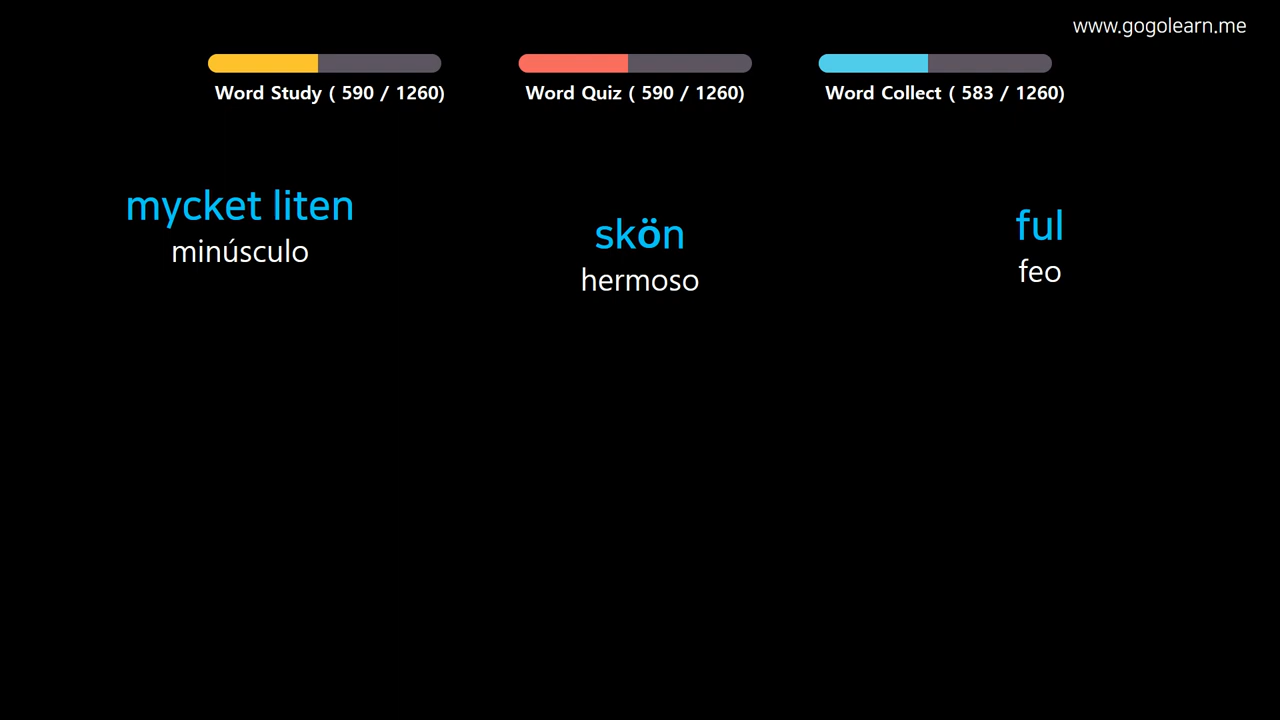 www.gogolearn.me
Word Study ( 590 / 1260)
Word Quiz ( 590 / 1260)
Word Collect ( 583 / 1260)
mycket liten
minúsculo
skön
hermoso
ful
feo